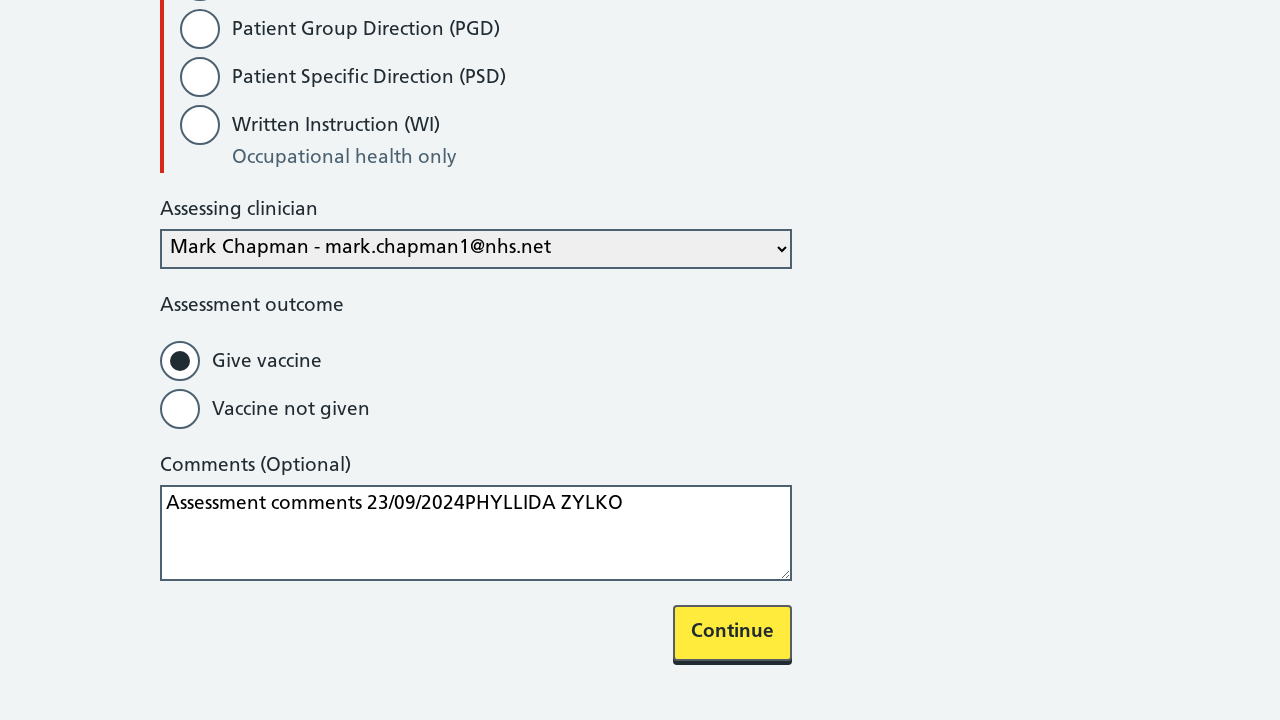 Patient Group Direction (PGD)
Patient Specific Direction (PSD)
Written Instruction (WI)
Occupational health only
Assessing clinician
Mark Chapman - mark.chapman1@nhs.net
Assessment outcome
Give vaccine
Vaccine not given
Comments (Optional)
Assessment comments 23/09/2024PHYLLIDA ZYLKO
Continue